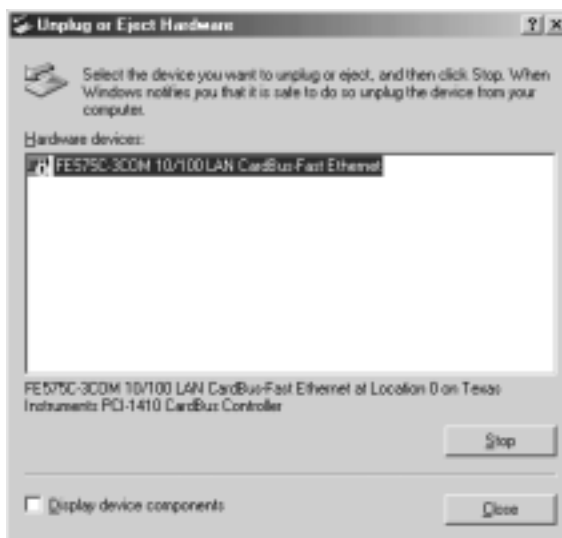 Unplug or Eject Hardware
Select the device you want to unplug or eject, and then click Stop. When
Windows notifies you that it is safe to do so unplug the device from your
computer.
Hardware devices:
FE575C-3COM 10/100 LAN CardBus-Fast Ethernet
FE575C-3COM 10/100 LAN CardBus-Fast Ethernet at Location 0 on Texas
Instruments PCI-1410 CardBus Controller
Stop
Display device components
Close